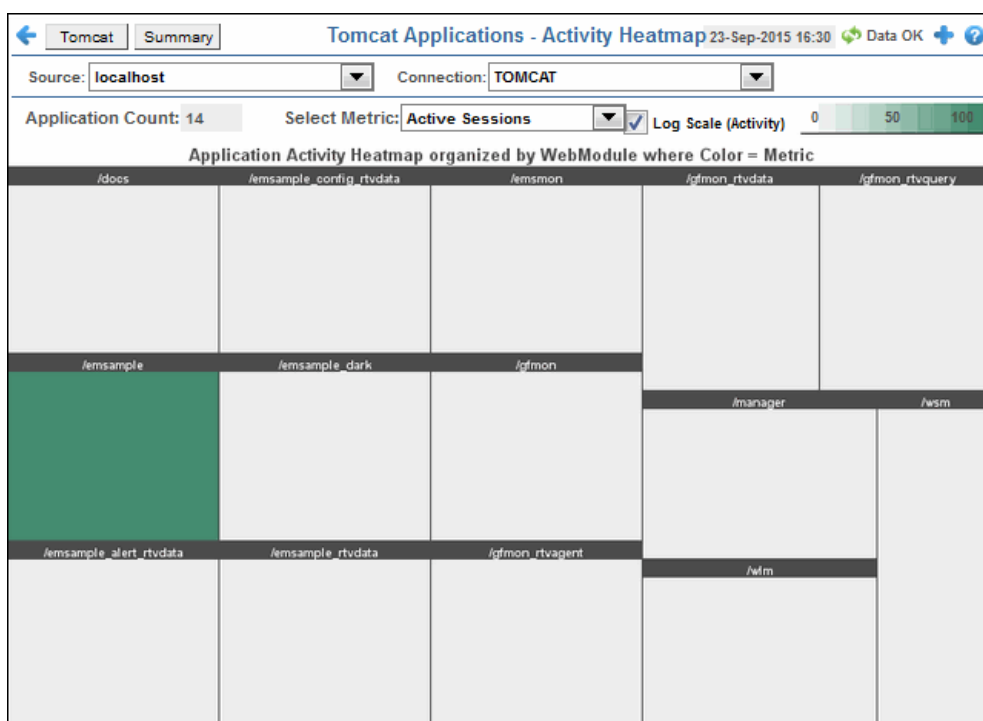 Tomcat Summary Tomcat Applications - Activity Heatmap 23-Sep-2015 16:30 Data OK
Source: localhost Connection: TOMCAT
Application Count: 14 Select Metric: Active Sessions Log Scale (Activity) 0 50 100
Application Activity Heatmap organized by WebModule where Color = Metric
/docs /emsample_config_rtvdata /emsmon /gfmon_rtvdata /gfmon_rtvquery
/emsample /emsample_dark /gfmon
/manager /wsm
/emsample_alert_rtvdata /emsample_rtvdata /gfmon_rtvagent
/wlm